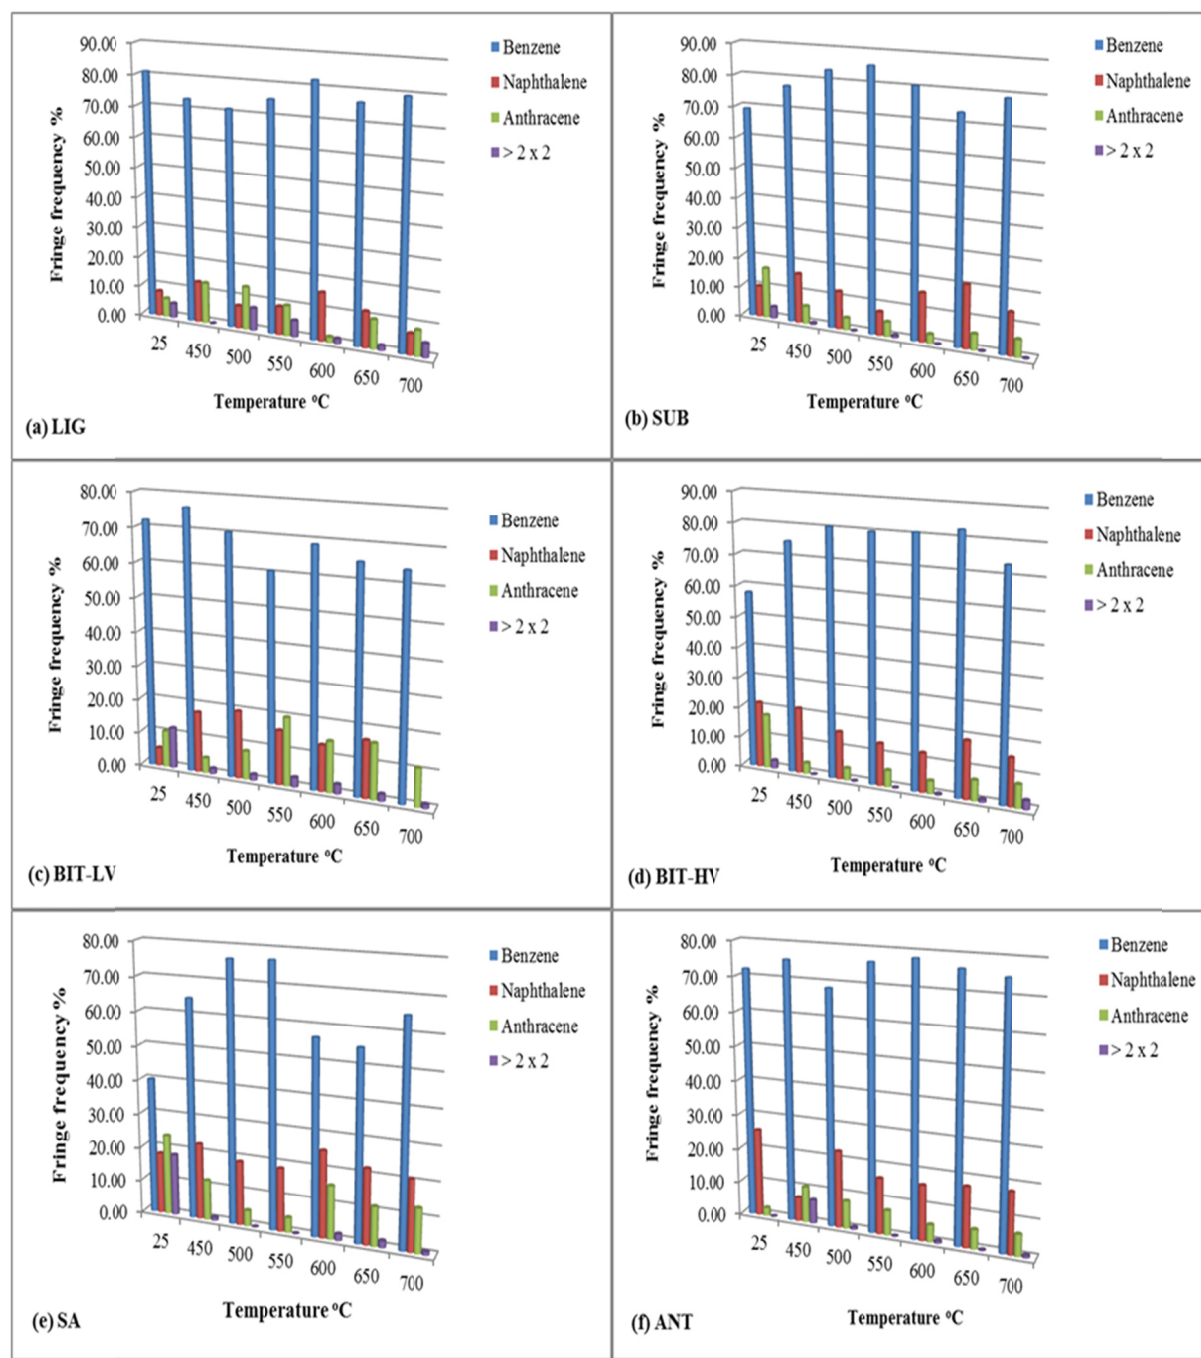 90.00
80.00
70.00
60.00
50.00
40.00
30.00
20.00
10.00
0.00
Fringe frequency %
25 450 500 550 600 650 700
Temperature ºC
Benzene
Naphthalene
Anthracene
> 2 x 2
(a) LIG
90.00
80.00
70.00
60.00
50.00
40.00
30.00
20.00
10.00
0.00
Fringe frequency %
25 450 500 550 600 650 700
Temperature ºC
Benzene
Naphthalene
Anthracene
> 2 x 2
(b) SUB
80.00
70.00
60.00
50.00
40.00
30.00
20.00
10.00
0.00
Fringe frequency %
25 450 500 550 600 650 700
Temperature ºC
Benzene
Naphthalene
Anthracene
> 2 x 2
(c) BIT-LV
90.00
80.00
70.00
60.00
50.00
40.00
30.00
20.00
10.00
0.00
Fringe frequency %
25 450 500 550 600 650 700
Temperature ºC
Benzene
Naphthalene
Anthracene
> 2 x 2
(d) BIT-HV
80.00
70.00
60.00
50.00
40.00
30.00
20.00
10.00
0.00
Fringe frequency %
25 450 500 550 600 650 700
Temperature ºC
Benzene
Naphthalene
Anthracene
> 2 x 2
(e) SA
80.00
70.00
60.00
50.00
40.00
30.00
20.00
10.00
0.00
Fringe frequency %
25 450 500 550 600 650 700
Temperature ºC
Benzene
Naphthalene
Anthracene
> 2 x 2
(f) ANT